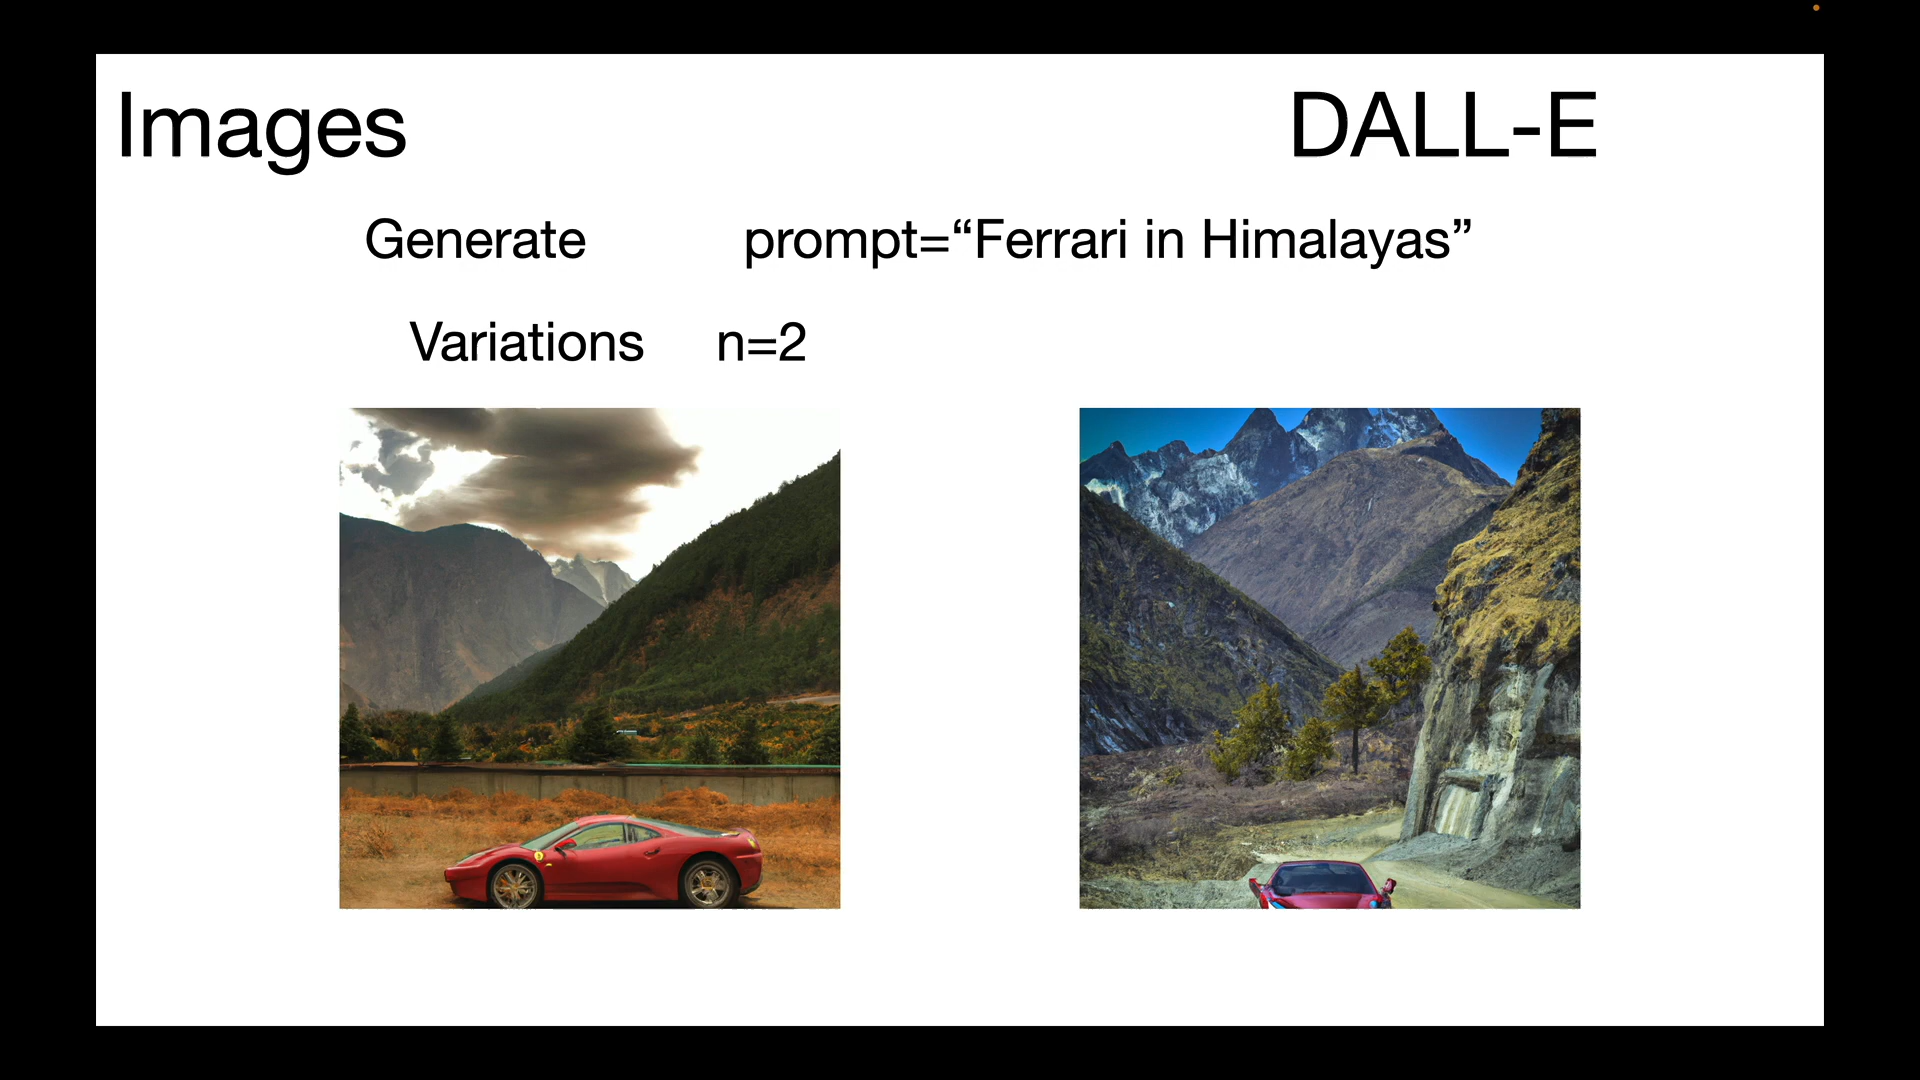 Images
DALL-E
Generate
prompt=“Ferrari in Himalayas”
Variations
n=2